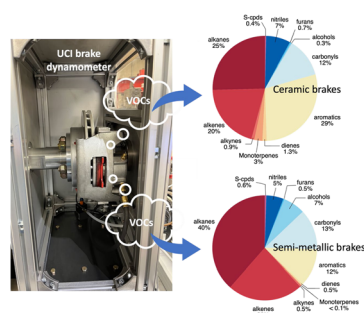 UCI brake
dynamometer
VOCs
VOCs
S-cpds
0.4%
nitriles
7%
furans
0.7%
alcohols
0.3%
carbonyls
12%
Ceramic brakes
aromatics
29%
dienes
1.3%
Monoterpenes
3%
alkynes
0.9%
alkenes
20%
alkanes
25%
S-cpds
0.6%
nitriles
5%
furans
0.5%
alcohols
7%
carbonyls
13%
Semi-metallic brakes
aromatics
12%
dienes
0.5%
Monoterpenes
< 0.1%
alkynes
0.5%
alkenes
alkanes
40%